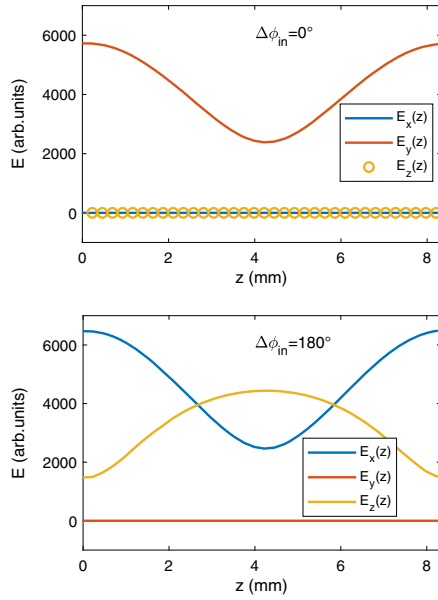 6000
4000
2000
0
E (arb.units)
Δϕin=0°
Ex(z)
Ey(z)
Ez(z)
0 2 4 6 8
z (mm)
6000
4000
2000
0
E (arb.units)
Δϕin=180°
Ex(z)
Ey(z)
Ez(z)
0 2 4 6 8
z (mm)